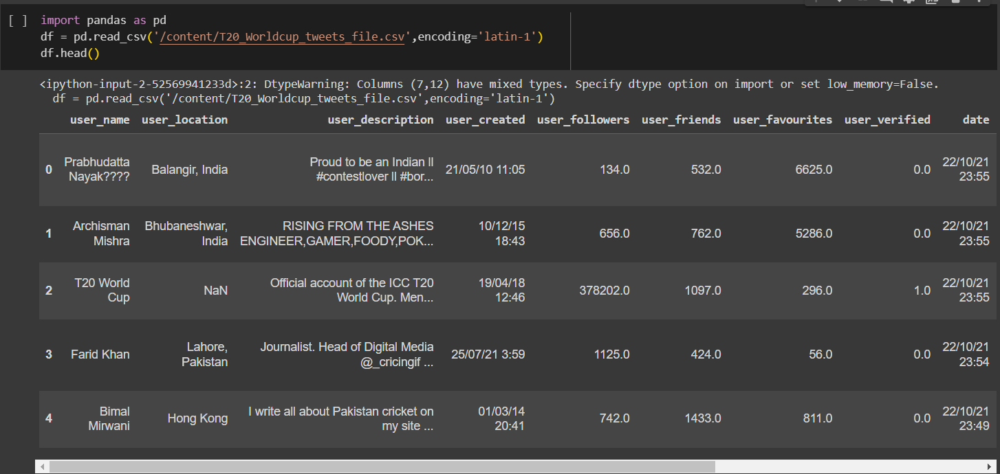 [ ] import pandas as pd
df = pd.read_csv('/content/T20_Worldcup_tweets_file.csv',encoding='latin-1')
df.head()
<ipython-input-2-52569941233d>:2: DtypeWarning: Columns (7,12) have mixed types. Specify dtype option on import or set low_memory=False.
df = pd.read_csv('/content/T20_Worldcup_tweets_file.csv',encoding='latin-1')
user_name user_location user_description user_created user_followers user_friends user_favourites user_verified date
Prabhudatta Proud to be an Indian ll 22/10/21
0 Balangir, India 21/05/10 11:05 134.0 532.0 6625.0 0.0
Nayak???? #contestlover ll #bor... 23:55
Archisman Bhubaneshwar, RISING FROM THE ASHES 10/12/15 22/10/21
1 656.0 762.0 5286.0 0.0
Mishra India ENGINEER,GAMER,FOODY,POK... 18:43 23:55
T20 World Official account of the ICC T20 19/04/18 22/10/21
2 NaN 378202.0 1097.0 296.0 1.0
Cup World Cup. Men... 12:46 23:55
Lahore, Journalist. Head of Digital Media 22/10/21
3 Farid Khan 25/07/21 3:59 1125.0 424.0 56.0 0.0
Pakistan @_cricingif ... 23:54
Bimal I write all about Pakistan cricket on 01/03/14 22/10/21
4 Hong Kong 742.0 1433.0 811.0 0.0
Mirwani my site ... 20:41 23:49